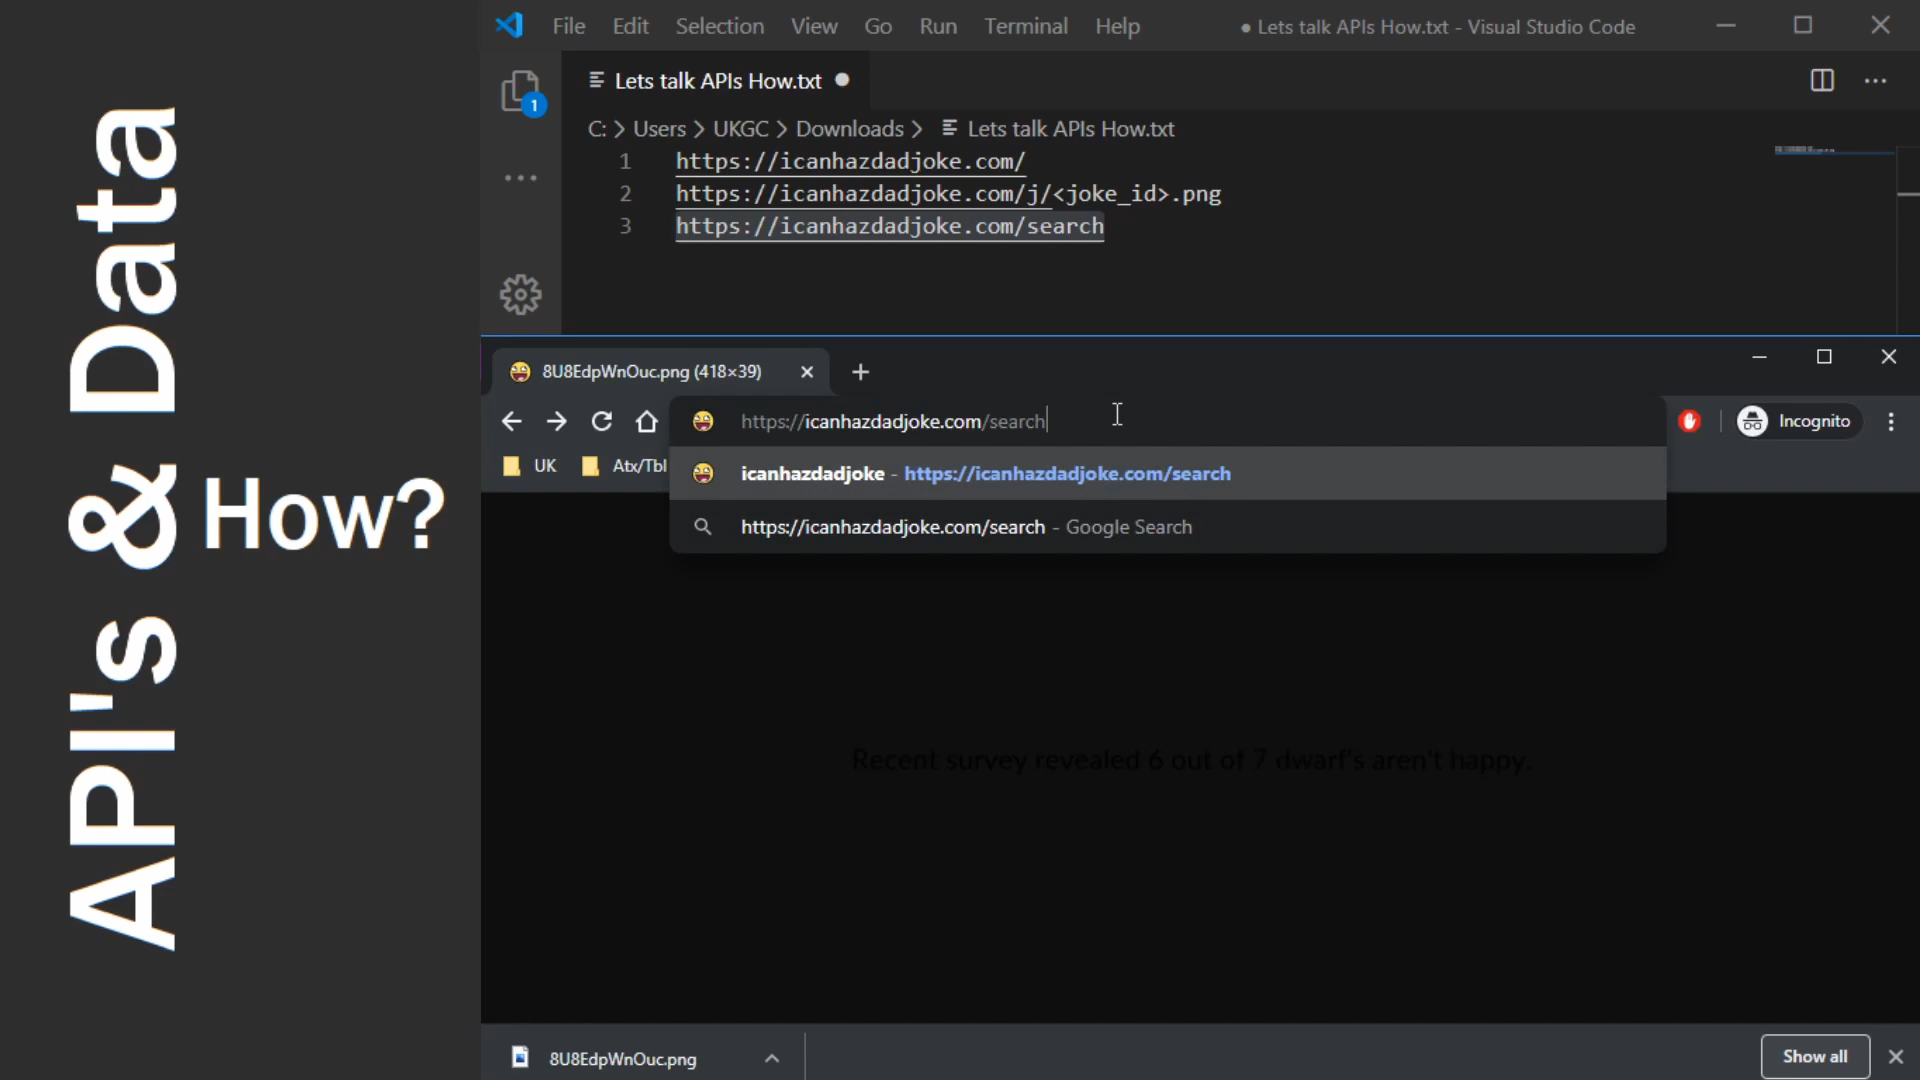 API's & Data
How?
File Edit Selection View Go Run Terminal Help
● Lets talk APIs How.txt - Visual Studio Code
1
Lets talk APIs How.txt
C: > Users > UKGC > Downloads > Lets talk APIs How.txt
1 https://icanhazdadjoke.com/
2 https://icanhazdadjoke.com/j/<joke_id>.png
3 https://icanhazdadjoke.com/search
8U8EdpWnOuc.png (418×39)
https://icanhazdadjoke.com/search
Incognito
UK
Atx/Tbl
icanhazdadjoke - https://icanhazdadjoke.com/search
https://icanhazdadjoke.com/search - Google Search
Recent survey revealed 6 out of 7 dwarf's aren't happy.
8U8EdpWnOuc.png
Show all